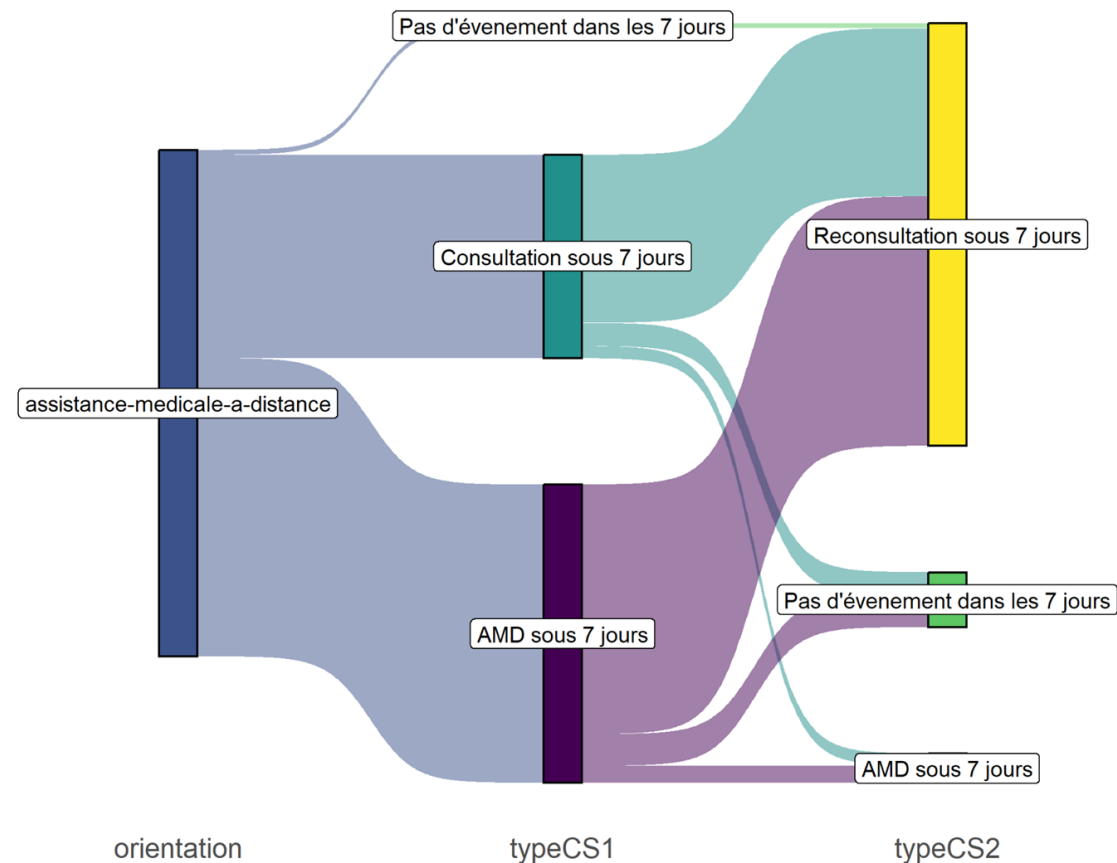 Pas d'évenement dans les 7 jours
Consultation sous 7 jours
Reconsultation sous 7 jours
assistance-medicale-a-distance
Pas d'évenement dans les 7 jours
AMD sous 7 jours
AMD sous 7 jours
orientation
typeCS1
typeCS2